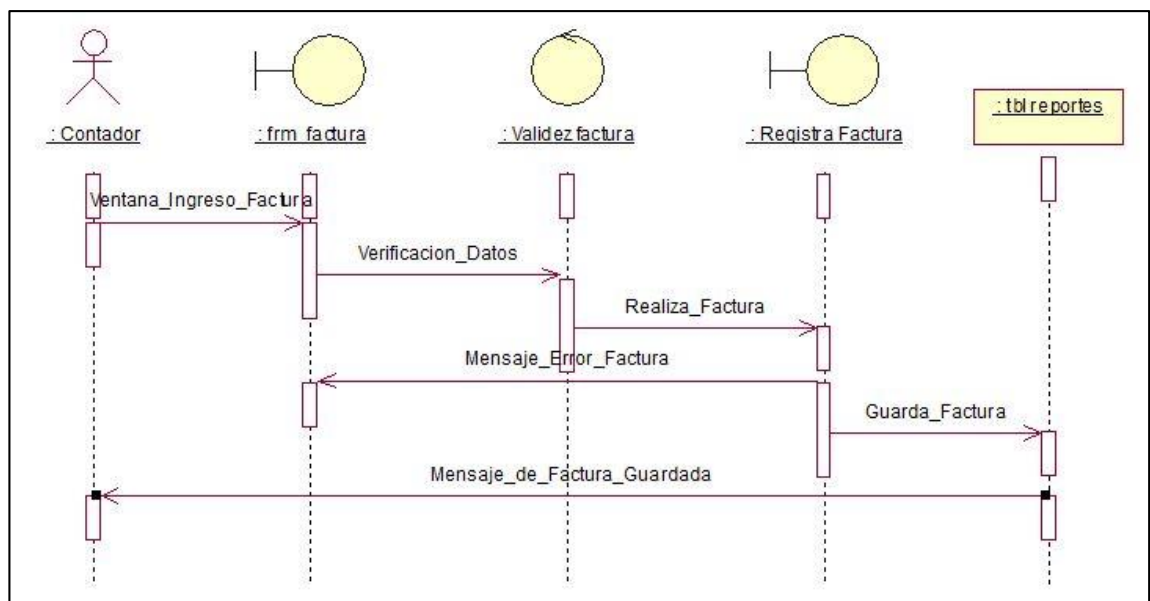 : Contador
: frm_factura
: Validez factura
: Registra Factura
: tbl reportes
Ventana_Ingreso_Factura
Verificacion_Datos
Realiza_Factura
Mensaje_Error_Factura
Guarda_Factura
Mensaje_de_Factura_Guardada